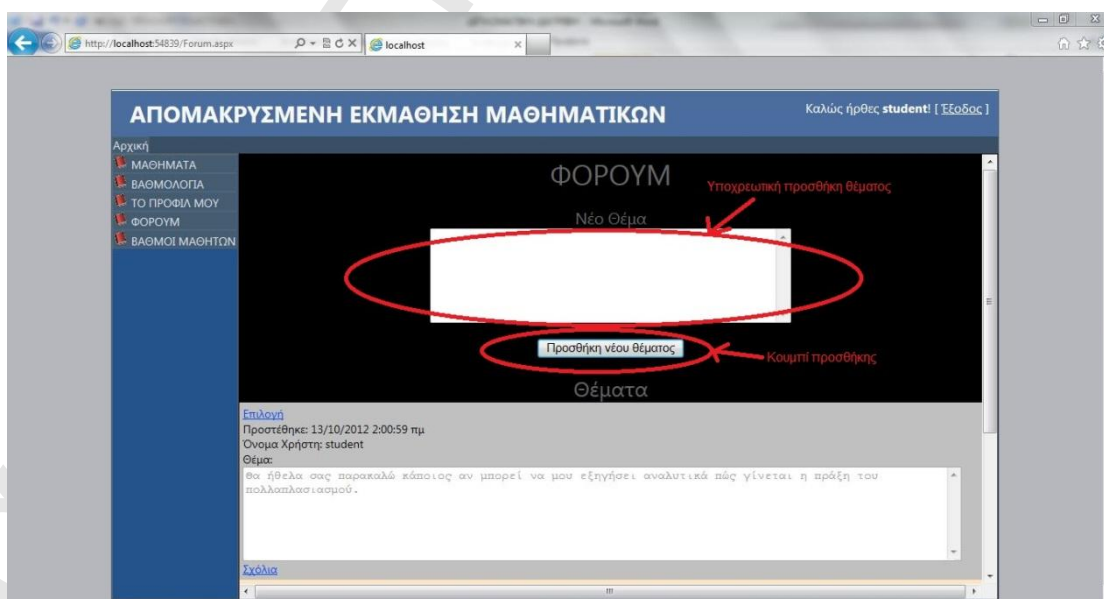 http://localhost:54839/Forum.aspx
localhost
ΑΠΟΜΑΚΡΥΣΜΕΝΗ ΕΚΜΑΘΗΣΗ ΜΑΘΗΜΑΤΙΚΩΝ
Καλώς ήρθες student! [ Έξοδος ]
Αρχική
ΜΑΘΗΜΑΤΑ
ΒΑΘΜΟΛΟΓΙΑ
ΤΟ ΠΡΟΦΙΛ ΜΟΥ
ΦΟΡΟΥΜ
ΒΑΘΜΟΙ ΜΑΘΗΤΩΝ
ΦΟΡΟΥΜ
Υποχρεωτική προσθήκη θέματος
Νέο Θέμα
Προσθήκη νέου θέματος
Κουμπί προσθήκης
Θέματα
Επιλογή
Προστέθηκε: 13/10/2012 2:00:59 πμ
Όνομα Χρήστη: student
Θέμα:
Θα ήθελα σας παρακαλώ κάποιος αν μπορεί να μου εξηγήσει αναλυτικά πώς γίνεται η πράξη του
πολλαπλασιασμού.
Σχόλια